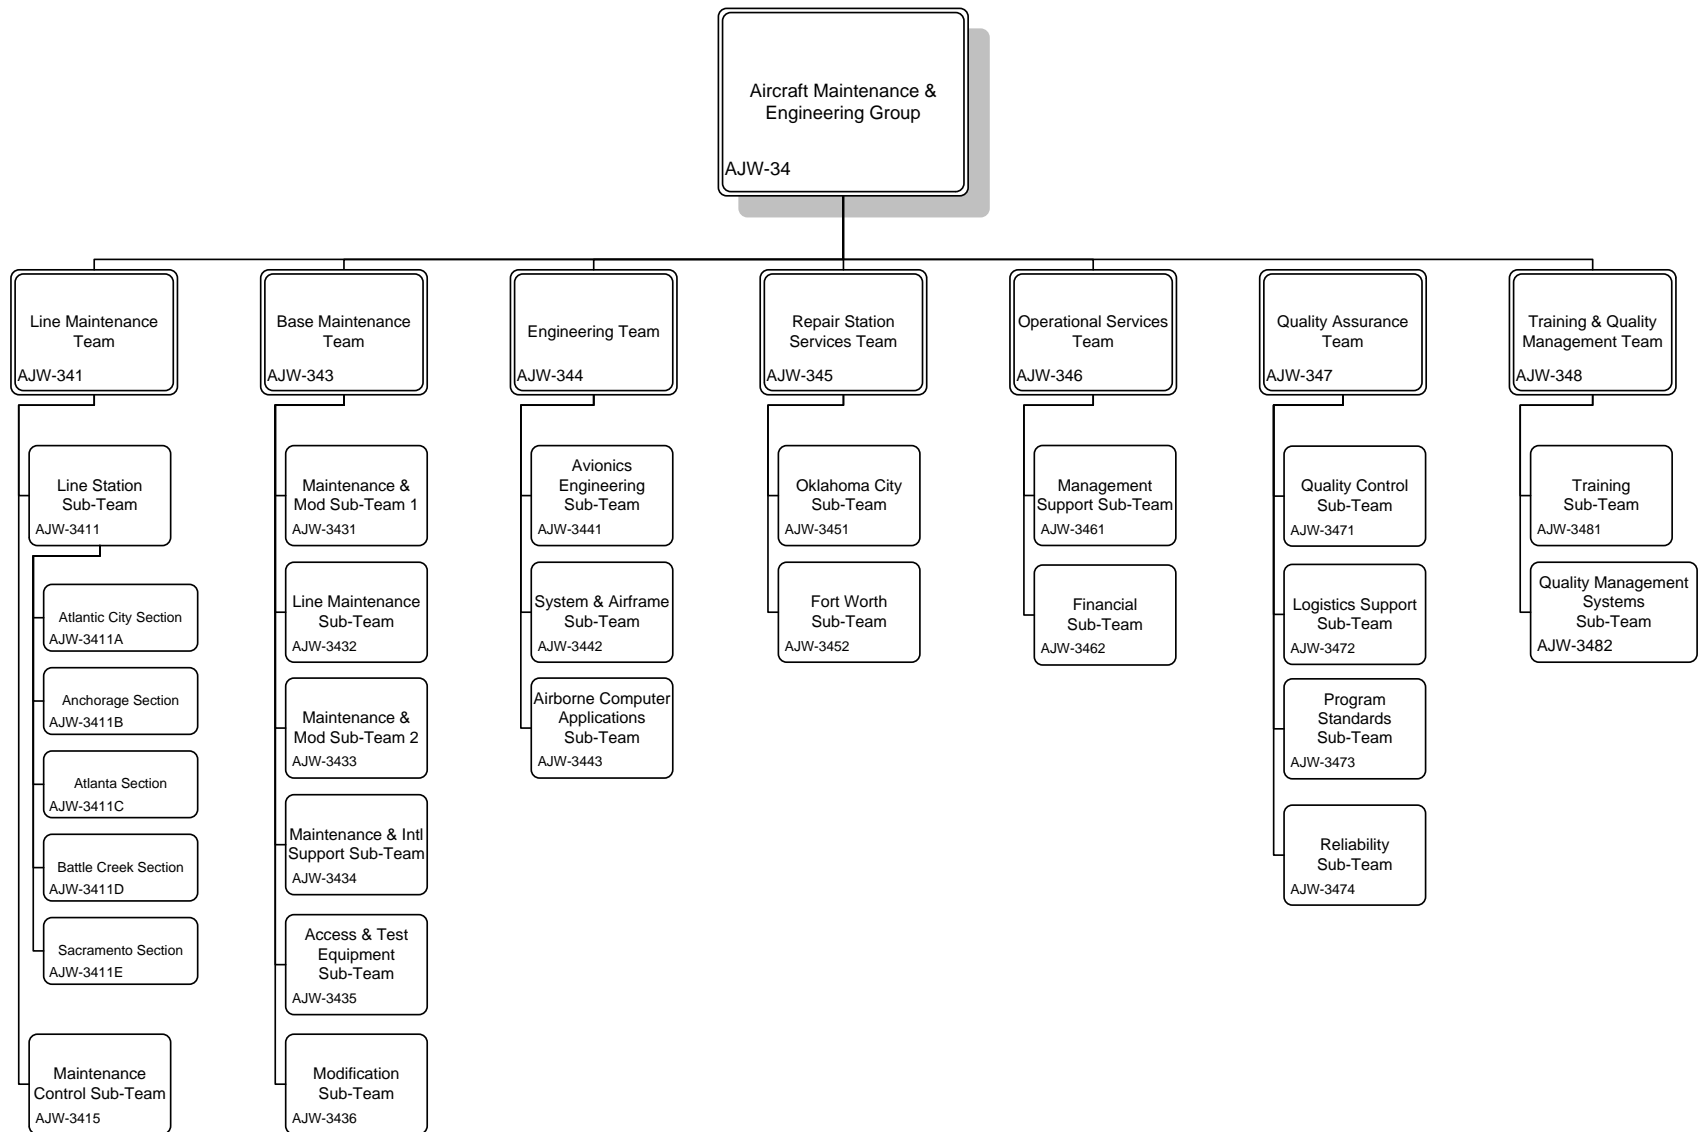 Aircraft Maintenance &
Engineering Group
AJW-34
Line Maintenance
Team
AJW-341
Base Maintenance
Team
AJW-343
Engineering Team
AJW-344
Repair Station
Services Team
AJW-345
Operational Services
Team
AJW-346
Quality Assurance
Team
AJW-347
Training & Quality
Management Team
AJW-348
Line Station
Sub-Team
AJW-3411
Atlantic City Section
AJW-3411A
Anchorage Section
AJW-3411B
Atlanta Section
AJW-3411C
Battle Creek Section
AJW-3411D
Sacramento Section
AJW-3411E
Maintenance
Control Sub-Team
AJW-3415
Maintenance &
Mod Sub-Team 1
AJW-3431
Line Maintenance
Sub-Team
AJW-3432
Maintenance &
Mod Sub-Team 2
AJW-3433
Maintenance & Intl
Support Sub-Team
AJW-3434
Access & Test
Equipment
Sub-Team
AJW-3435
Modification
Sub-Team
AJW-3436
Avionics
Engineering
Sub-Team
AJW-3441
System & Airframe
Sub-Team
AJW-3442
Airborne Computer
Applications
Sub-Team
AJW-3443
Oklahoma City
Sub-Team
AJW-3451
Fort Worth
Sub-Team
AJW-3452
Management
Support Sub-Team
AJW-3461
Financial
Sub-Team
AJW-3462
Quality Control
Sub-Team
AJW-3471
Logistics Support
Sub-Team
AJW-3472
Program
Standards
Sub-Team
AJW-3473
Reliability
Sub-Team
AJW-3474
Training
Sub-Team
AJW-3481
Quality Management
Systems
Sub-Team
AJW-3482